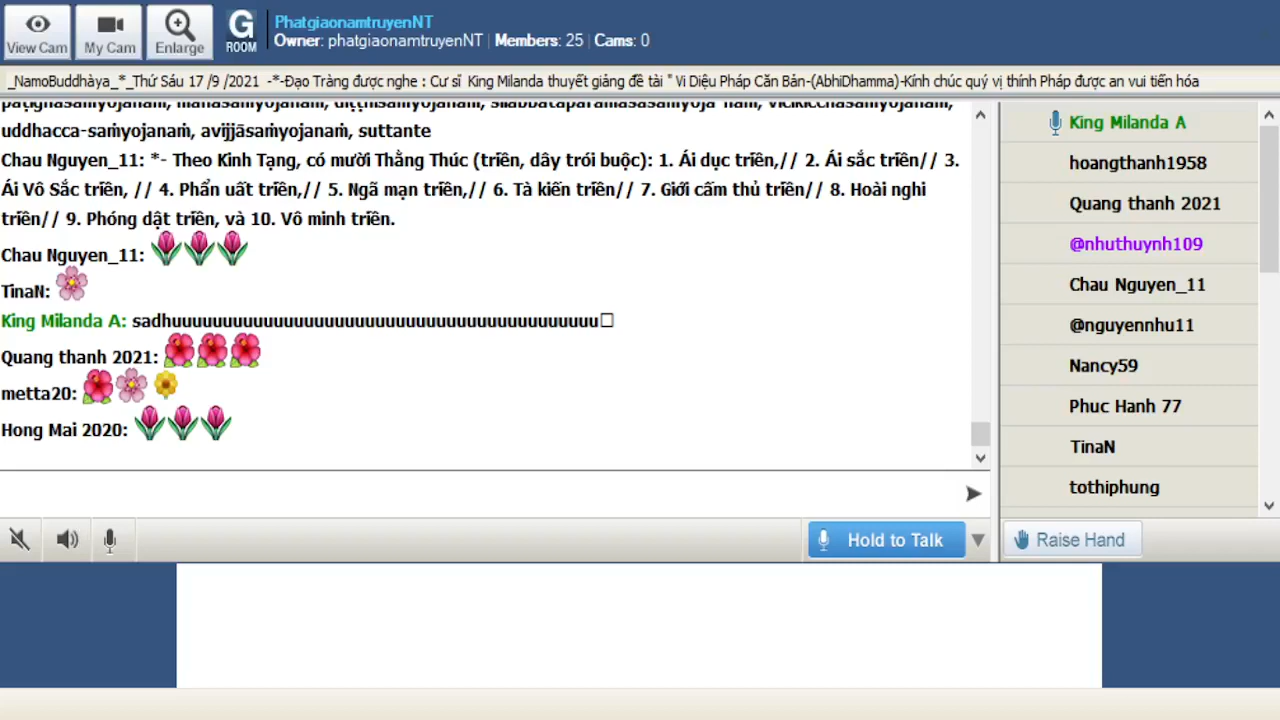 PhatgiaonamtruyenNT
View Cam
My Cam
Enlarge
G
ROOM
Owner: phatgiaonamtruyenNT | Members: 25 | Cams: 0
_NamoBuddhàya_*_Thứ Sáu 17 /9 /2021 -*-Đạo Tràng được nghe : Cư sĩ King Milanda thuyết giảng đề tài " Vi Diệu Pháp Căn Bản-(AbhiDhamma)-Kính chúc quý vị thính Pháp được an vui tiến hóa
uddhacca-saṁyojanaṁ, avijjāsaṁyojanaṁ, suttante
Chau Nguyen_11: *- Theo Kinh Tạng, có mười Thằng Thúc (triền, dây trói buộc): 1. Ái dục triền,// 2. Ái sắc triền// 3.
Ái Vô Sắc triền, // 4. Phẩn uất triền,// 5. Ngã mạn triền,// 6. Tà kiến triền// 7. Giới cấm thủ triền// 8. Hoài nghi
triền// 9. Phóng dật triền, và 10. Vô minh triền.
Chau Nguyen_11:
TinaN:
King Milanda A: sadhuuuuuuuuuuuuuuuuuuuuuuuuuuuuuuuuuuuuuuuuu
Quang thanh 2021:
metta20:
Hong Mai 2020:
King Milanda A
hoangthanh1958
Quang thanh 2021
@nhuthuynh109
Chau Nguyen_11
@nguyennhu11
Nancy59
Phuc Hanh 77
TinaN
tothiphung
Hold to Talk
Raise Hand